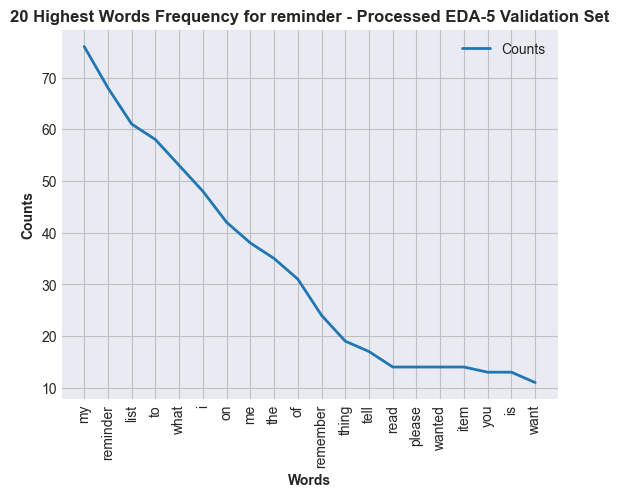 20 Highest Words Frequency for reminder - Processed EDA-5 Validation Set
Counts
70
60
50
40
30
20
10
Counts
my
reminder
list
to
what
i
on
me
the
of
remember
thing
tell
read
please
wanted
item
you
is
want
Words